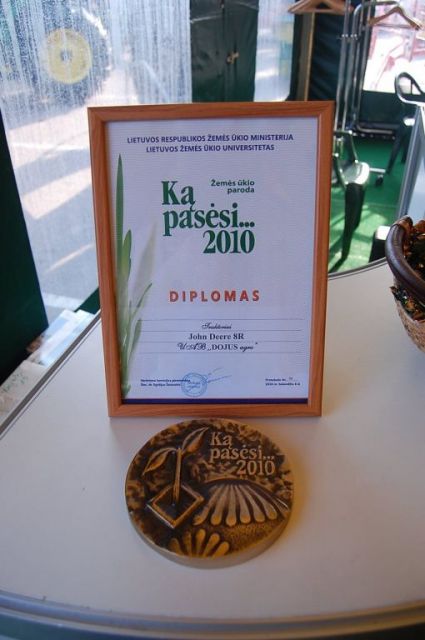 LIETUVOS RESPUBLIKOS ŽEMĖS ŪKIO MINISTERIJA
LIETUVOS ŽEMĖS ŪKIO UNIVERSITETAS
Žemės ūkio
paroda
Ką
pasėsi...
2010
DIPLOMAS
Traktoriui
John Deere 8R
UAB „DOJUS agro"
Ką
pasėsi...
2010